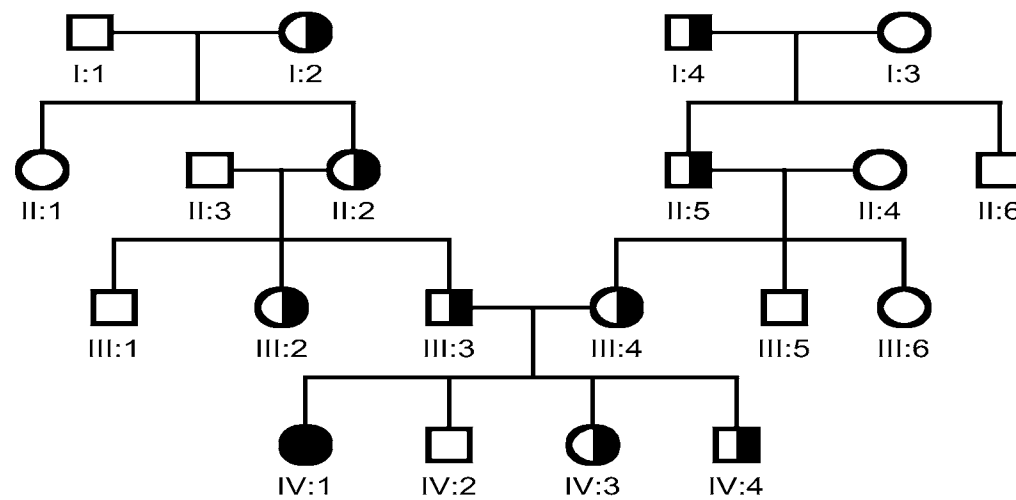 I:1 I:2 I:4 I:3
II:1 II:3 II:2 II:5 II:4 II:6
III:1 III:2 III:3 III:4 III:5 III:6
IV:1 IV:2 IV:3 IV:4